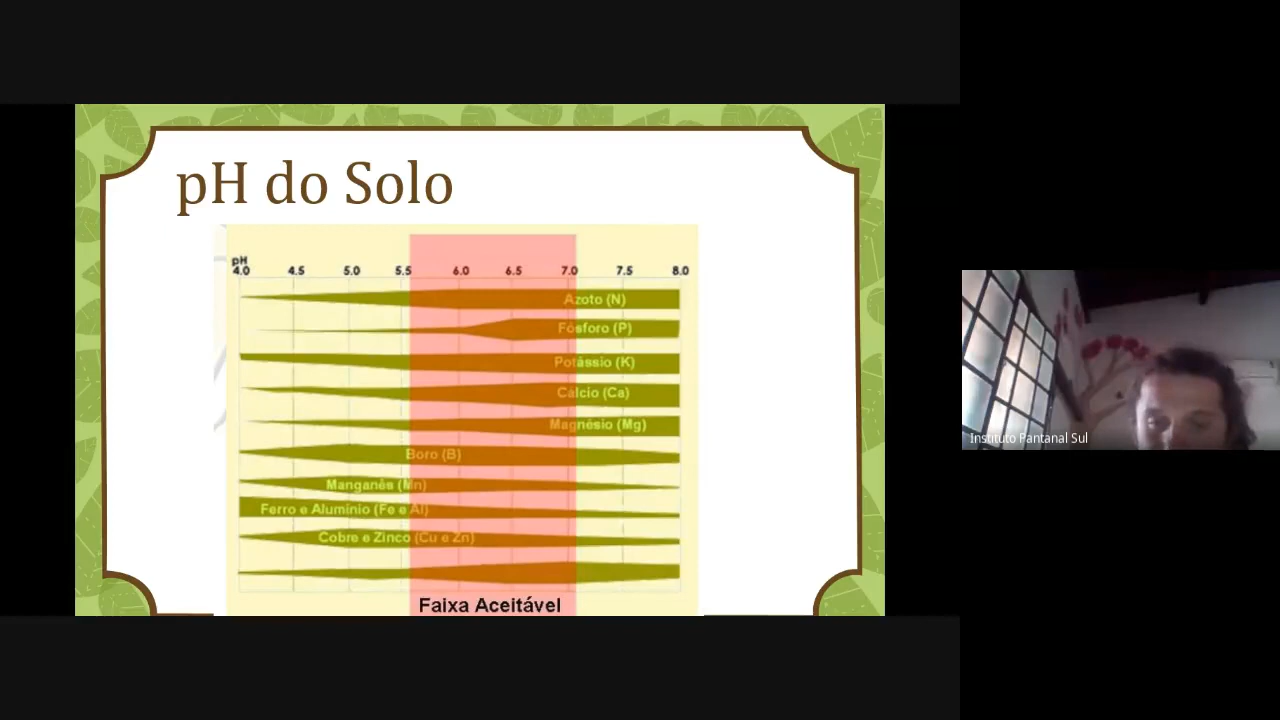 pH do Solo
pH
4.0 4.5 5.0 5.5 6.0 6.5 7.0 7.5 8.0
Azoto (N)
Fósforo (P)
Potássio (K)
Cálcio (Ca)
Magnésio (Mg)
Boro (B)
Manganês (Mn)
Ferro e Alumínio (Fe e Al)
Cobre e Zinco (Cu e Zn)
Faixa Aceitável
Instituto Pantanal Sul